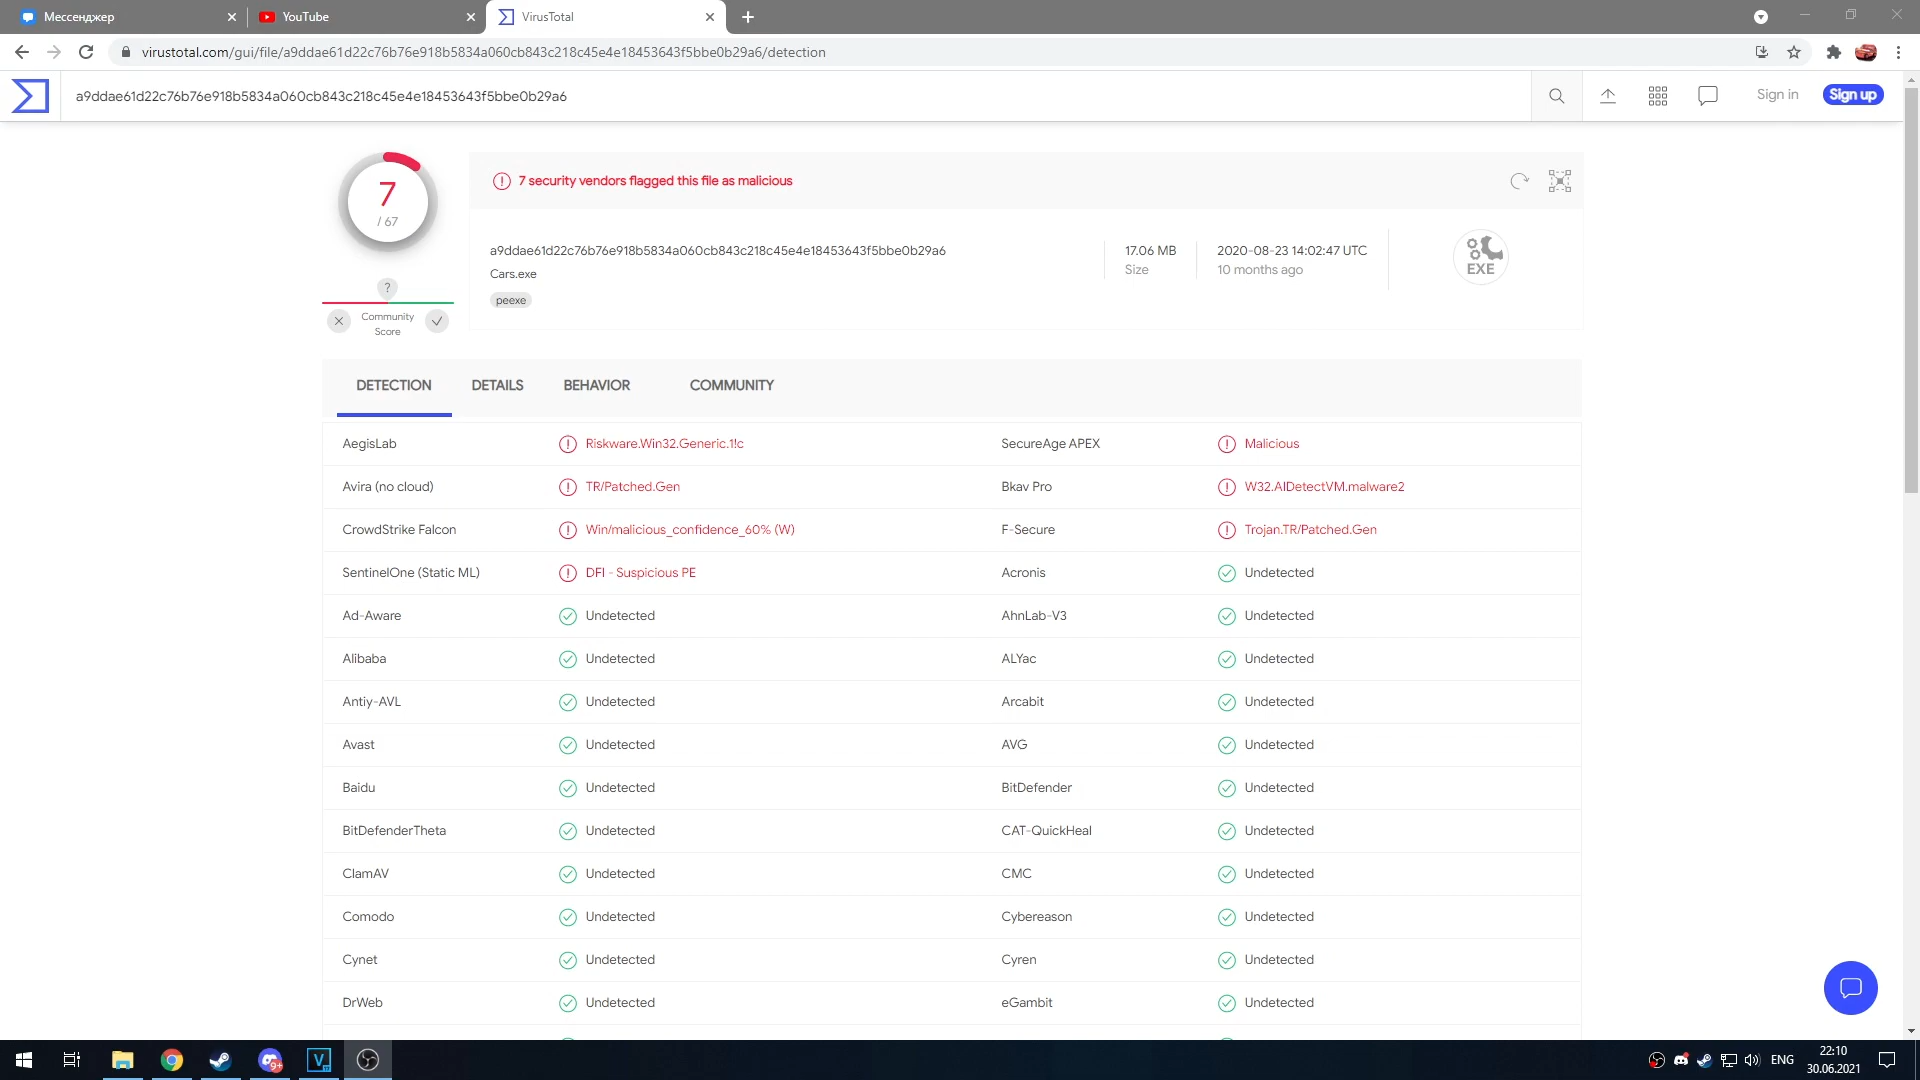 Мессенджер
YouTube
VirusTotal
virustotal.com/gui/file/a9ddae61d22c76b76e918b5834a060cb843c218c45e4e18453643f5bbe0b29a6/detection
a9ddae61d22c76b76e918b5834a060cb843c218c45e4e18453643f5bbe0b29a6
Sign in
Sign up
7
/ 67
7 security vendors flagged this file as malicious
a9ddae61d22c76b76e918b5834a060cb843c218c45e4e18453643f5bbe0b29a6
Cars.exe
peexe
17.06 MB
Size
2020-08-23 14:02:47 UTC
10 months ago
EXE
?
Community
Score
DETECTION DETAILS BEHAVIOR COMMUNITY
AegisLab Riskware.Win32.Generic.1!c SecureAge APEX Malicious
Avira (no cloud) TR/Patched.Gen Bkav Pro W32.AIDetectVM.malware2
CrowdStrike Falcon Win/malicious_confidence_60% (W) F-Secure Trojan.TR/Patched.Gen
SentinelOne (Static ML) DFI - Suspicious PE Acronis Undetected
Ad-Aware Undetected AhnLab-V3 Undetected
Alibaba Undetected ALYac Undetected
Antiy-AVL Undetected Arcabit Undetected
Avast Undetected AVG Undetected
Baidu Undetected BitDefender Undetected
BitDefenderTheta Undetected CAT-QuickHeal Undetected
ClamAV Undetected CMC Undetected
Comodo Undetected Cybereason Undetected
Cynet Undetected Cyren Undetected
DrWeb Undetected eGambit Undetected
9+
V
ENG
22:10
30.06.2021